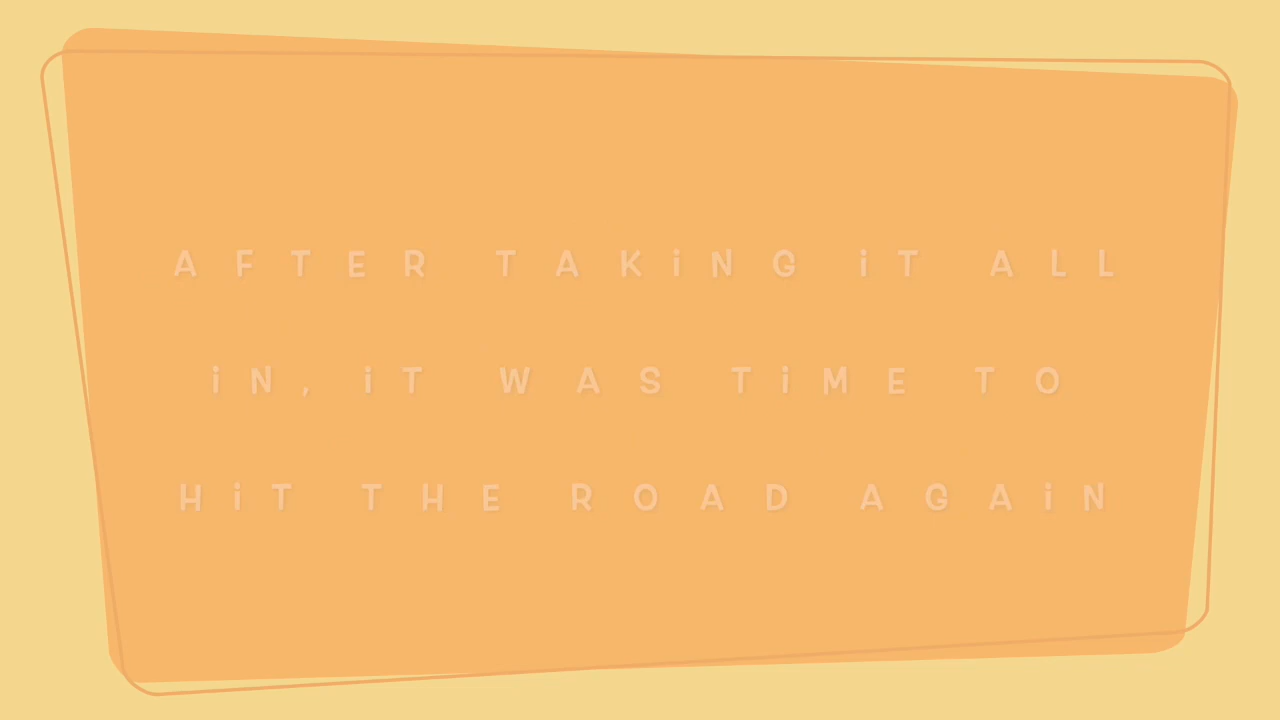 AFTER TAKiNG iT ALL
iN, iT WAS TiME TO
HiT THE ROAD AGAiN